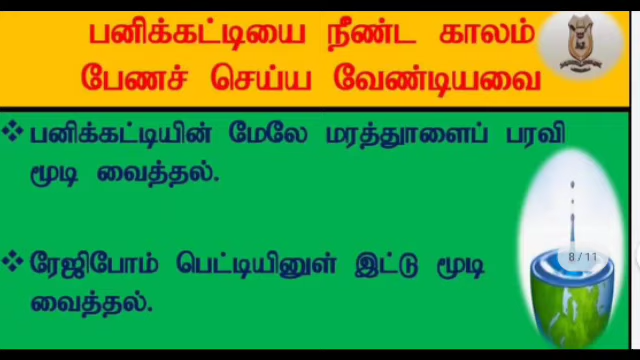 பனிக்கட்டியை நீண்ட காலம்
பேணச் செய்ய வேண்டியவை
❖ பனிக்கட்டியின் மேலே மரத்தூாளைப் பரவி
மூடி வைத்தல்.
❖ ரேஜிபோம் பெட்டியினுள் இட்டு மூடி
வைத்தல்.
8/11